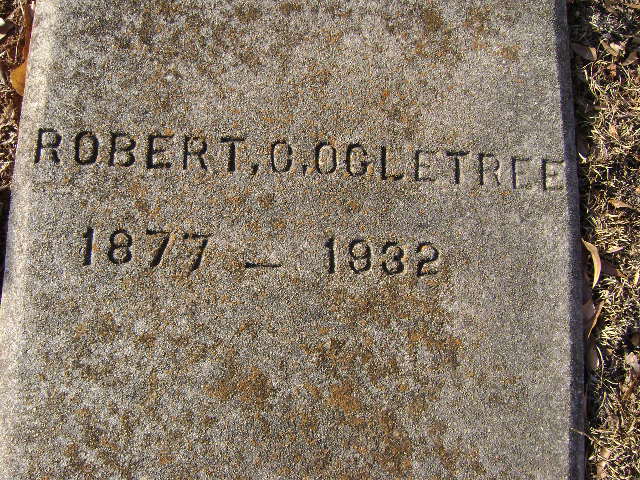 ROBERT, C, OGLETREE
1877 - 1932